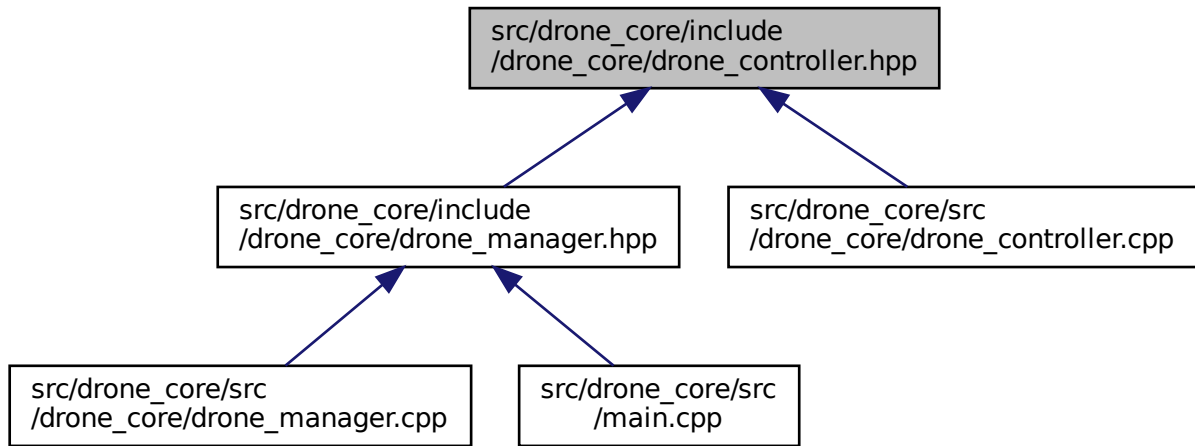 src/drone_core/include
/drone_core/drone_controller.hpp
src/drone_core/include
/drone_core/drone_manager.hpp
src/drone_core/src
/drone_core/drone_controller.cpp
src/drone_core/src
/drone_core/drone_manager.cpp
src/drone_core/src
/main.cpp